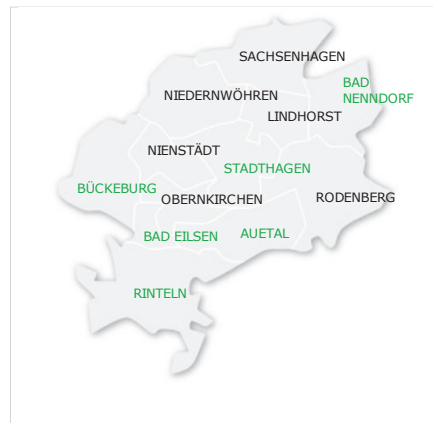 SACHSENHAGEN
BAD
NENNDORF
NIEDERNWÖHREN
LINDHORST
NIENSTÄDT
STADTHAGEN
BÜCKEBURG
OBERNKIRCHEN
RODENBERG
BAD EILSEN
AUETAL
RINTELN